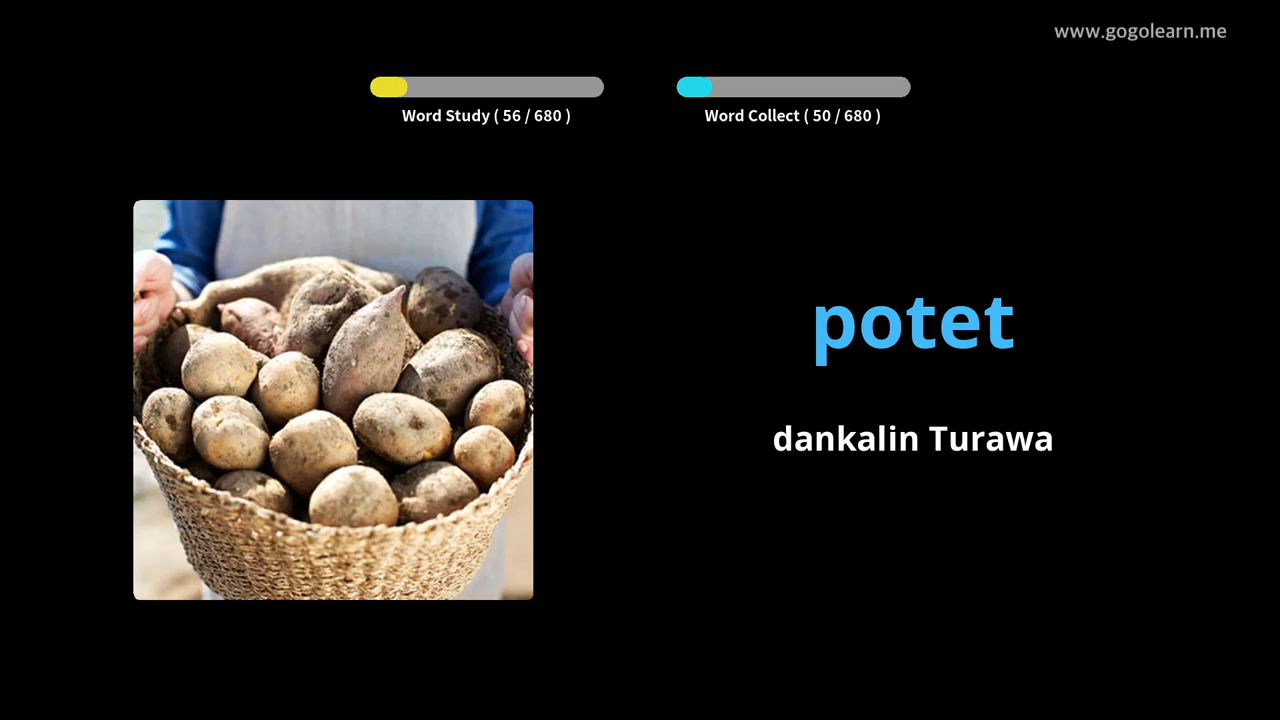 www.gogolearn.me
Word Study ( 56 / 680 )
Word Collect ( 50 / 680 )
potet
dankalin Turawa